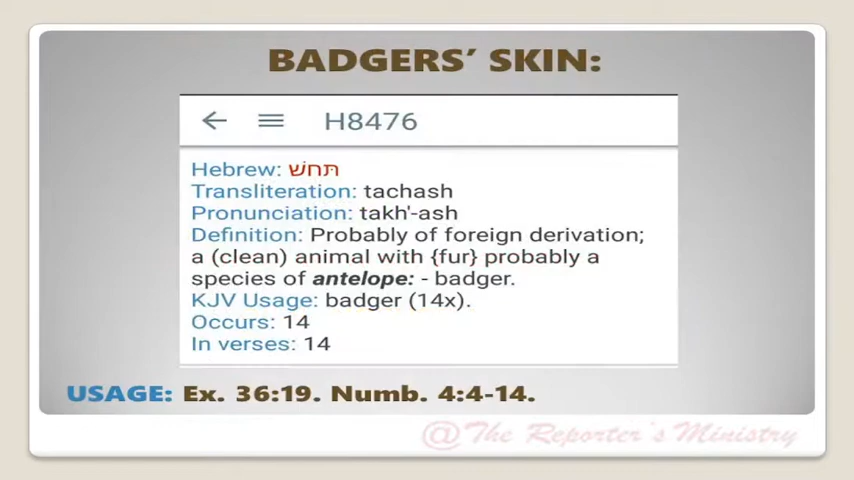 BADGERS’ SKIN:
H8476
Hebrew: תּחשׁ
Transliteration: tachash
Pronunciation: takh'-ash
Definition: Probably of foreign derivation;
a (clean) animal with {fur} probably a
species of antelope: - badger.
KJV Usage: badger (14x).
Occurs: 14
In verses: 14
USAGE: Ex. 36:19. Numb. 4:4-14.
@The Reporter's Ministry